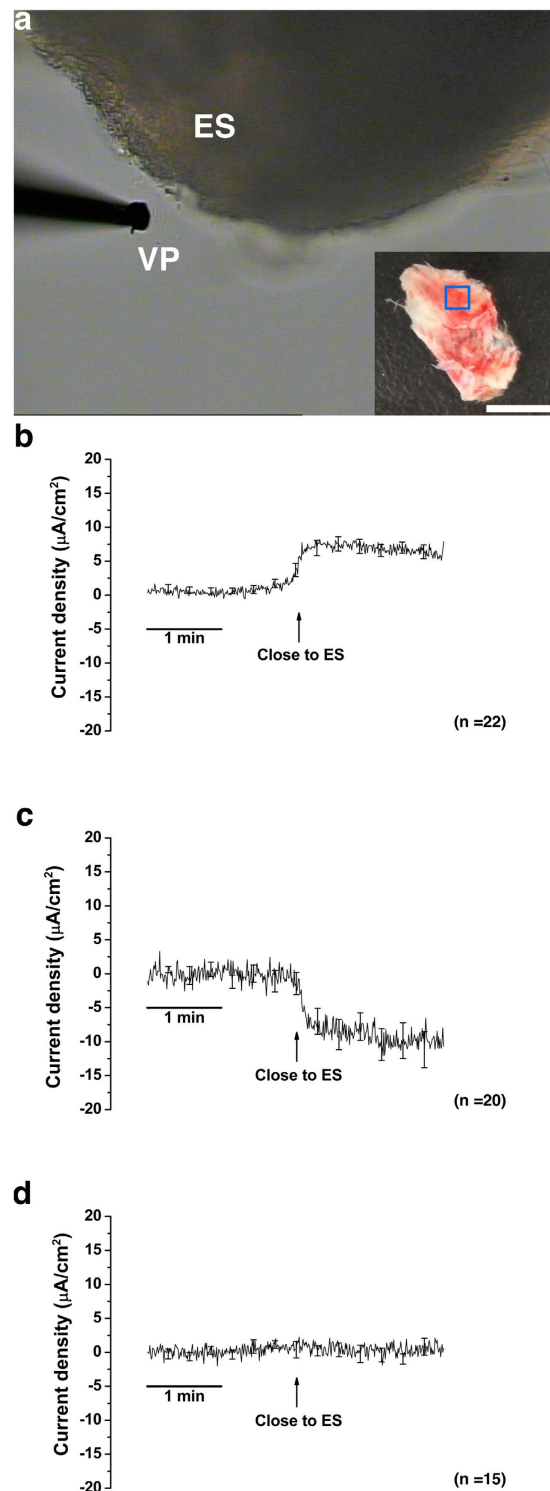 a
ES
VP
b
20
15
10
5
0
-5
-10
-15
-20
Current density (µA/cm²)
1 min
Close to ES
(n =22)
c
20
15
10
5
0
-5
-10
-15
-20
Current density (µA/cm²)
1 min
Close to ES
(n =20)
d
20
15
10
5
0
-5
-10
-15
-20
Current density (µA/cm²)
1 min
Close to ES
(n =15)